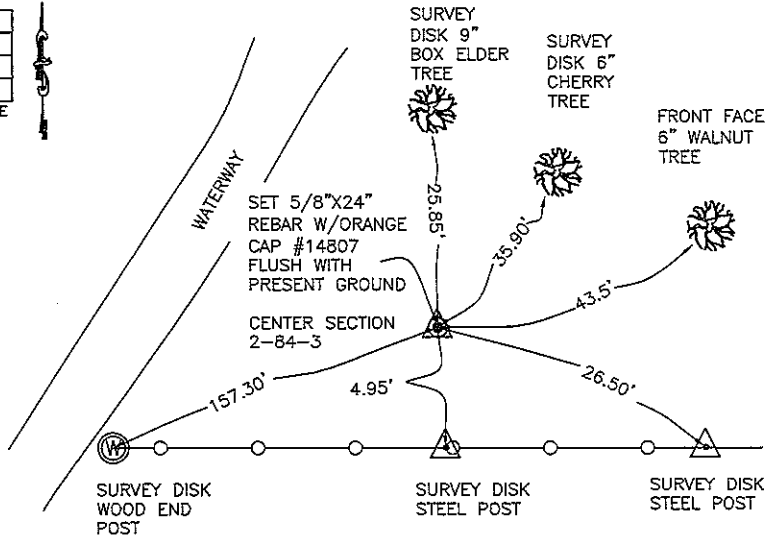 E
SURVEY
DISK 9"
BOX ELDER
TREE
SURVEY
DISK 6"
CHERRY
TREE
FRONT FACE
6" WALNUT
TREE
WATERWAY
SET 5/8"X24"
REBAR W/ORANGE
CAP #14807
FLUSH WITH
PRESENT GROUND
CENTER SECTION
2-84-3
25.85'
35.90'
43.5'
157.30'
4.95'
26.50'
W
SURVEY DISK
WOOD END
POST
SURVEY DISK
STEEL POST
SURVEY DISK
STEEL POST